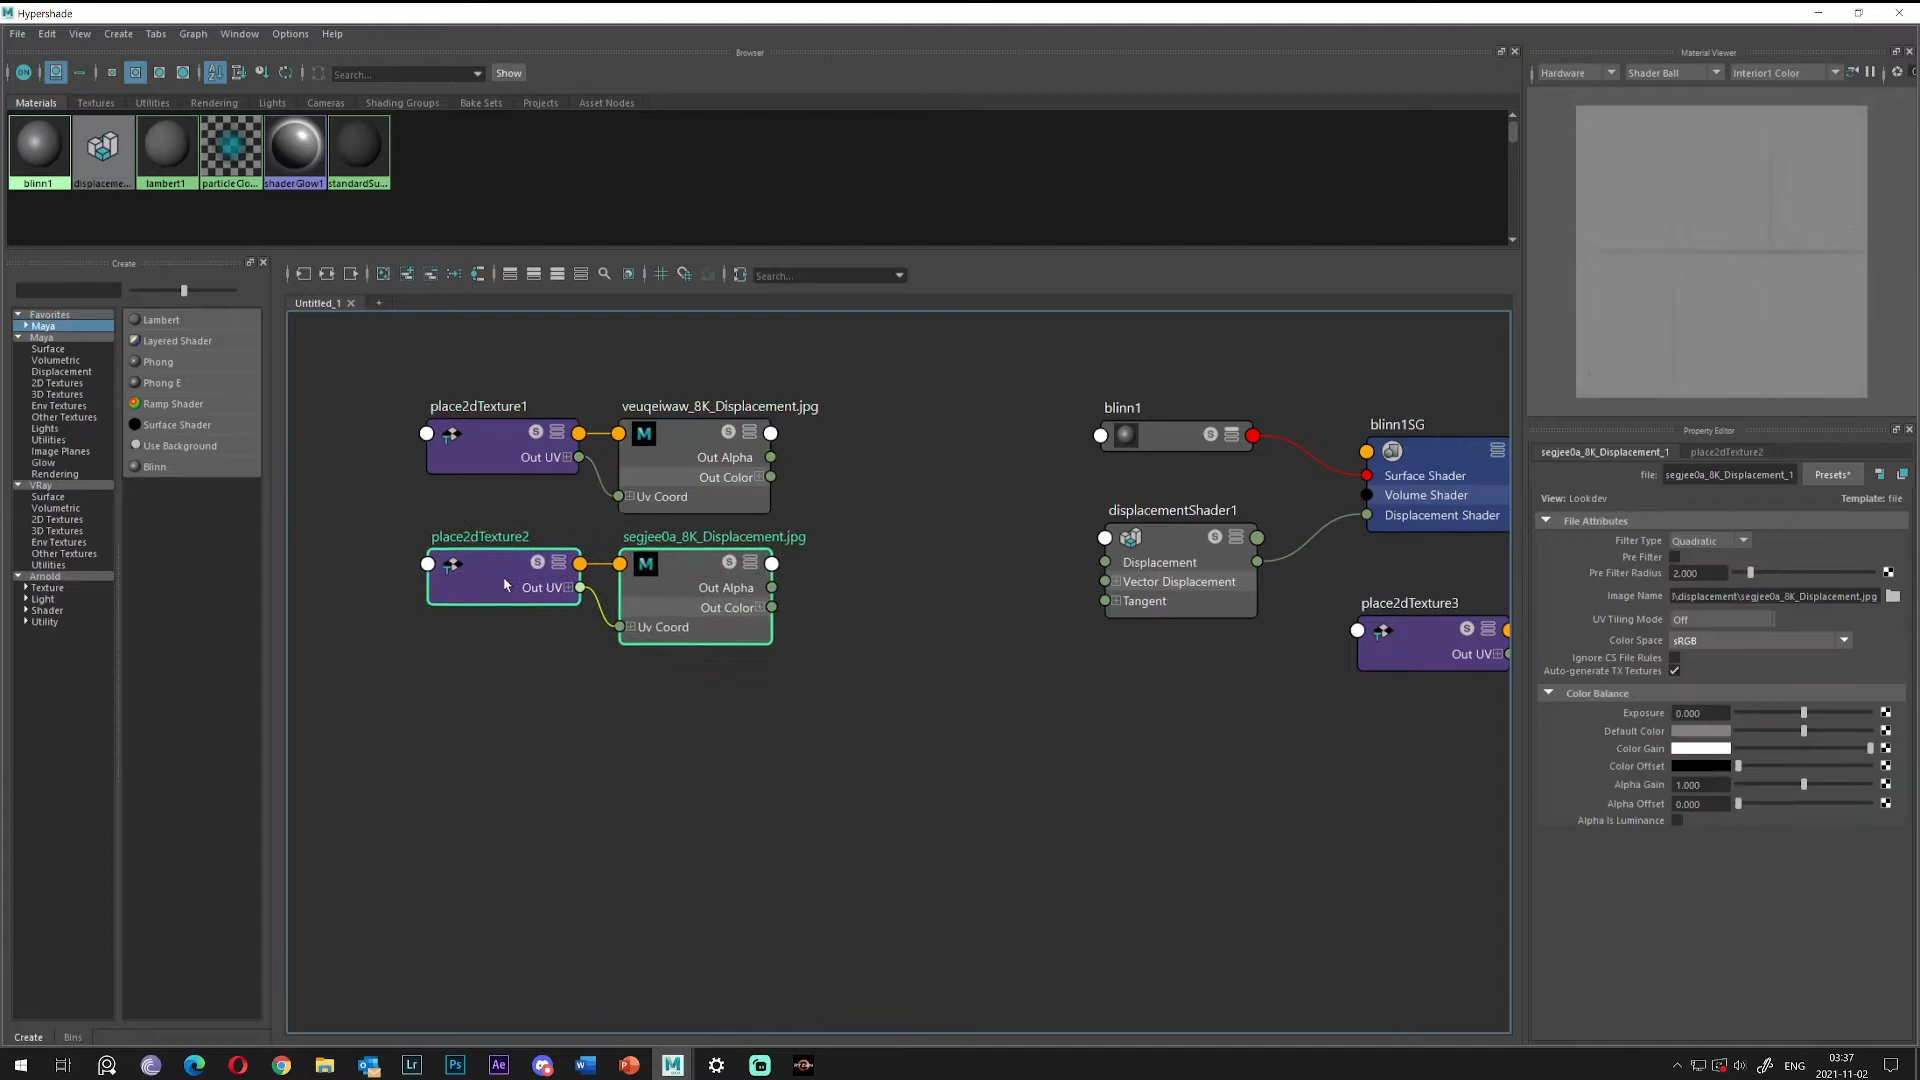 Hypershade
File Edit View Create Tabs Graph Window Options Help
Browser
Material Viewer
ON
Search...
Show
Hardware
Shader Ball
Interior1 Color
Materials Textures Utilities Rendering Lights Cameras Shading Groups Bake Sets Projects Asset Nodes
blinn1
displaceme...
lambert1
particleClo...
shaderGlow1
standardSu...
Create
Search...
Untitled_1
Favorites
Maya
Maya
Surface
Volumetric
Displacement
2D Textures
3D Textures
Env Textures
Other Textures
Lights
Utilities
Image Planes
Glow
Rendering
VRay
Surface
Volumetric
2D Textures
3D Textures
Env Textures
Other Textures
Utilities
Arnold
Texture
Light
Shader
Utility
Lambert
Layered Shader
Phong
Phong E
Ramp Shader
Surface Shader
Use Background
Blinn
place2dTexture1
S
Out UV
veuqeiwaw_8K_Displacement.jpg
M
S
Out Alpha
Out Color
Uv Coord
place2dTexture2
S
Out UV
segjee0a_8K_Displacement.jpg
M
S
Out Alpha
Out Color
Uv Coord
blinn1
S
displacementShader1
S
Displacement
Vector Displacement
Tangent
blinn1SG
Surface Shader
Volume Shader
Displacement Shader
place2dTexture3
S
Out UV
Property Editor
segjee0a_8K_Displacement_1 place2dTexture2
file: segjee0a_8K_Displacement_1 Presets*
View: Lookdev Template: file
File Attributes
Filter Type Quadratic
Pre Filter
Pre Filter Radius 2.000
Image Name \displacement\segjee0a_8K_Displacement.jpg
UV Tiling Mode Off
Color Space sRGB
Ignore CS File Rules
Auto-generate TX Textures
Color Balance
Exposure 0.000
Default Color
Color Gain
Color Offset
Alpha Gain 1.000
Alpha Offset 0.000
Alpha Is Luminance
Create Bins
Lr
Ps
Ae
M
RYZEN
ENG
03:37
2021-11-02